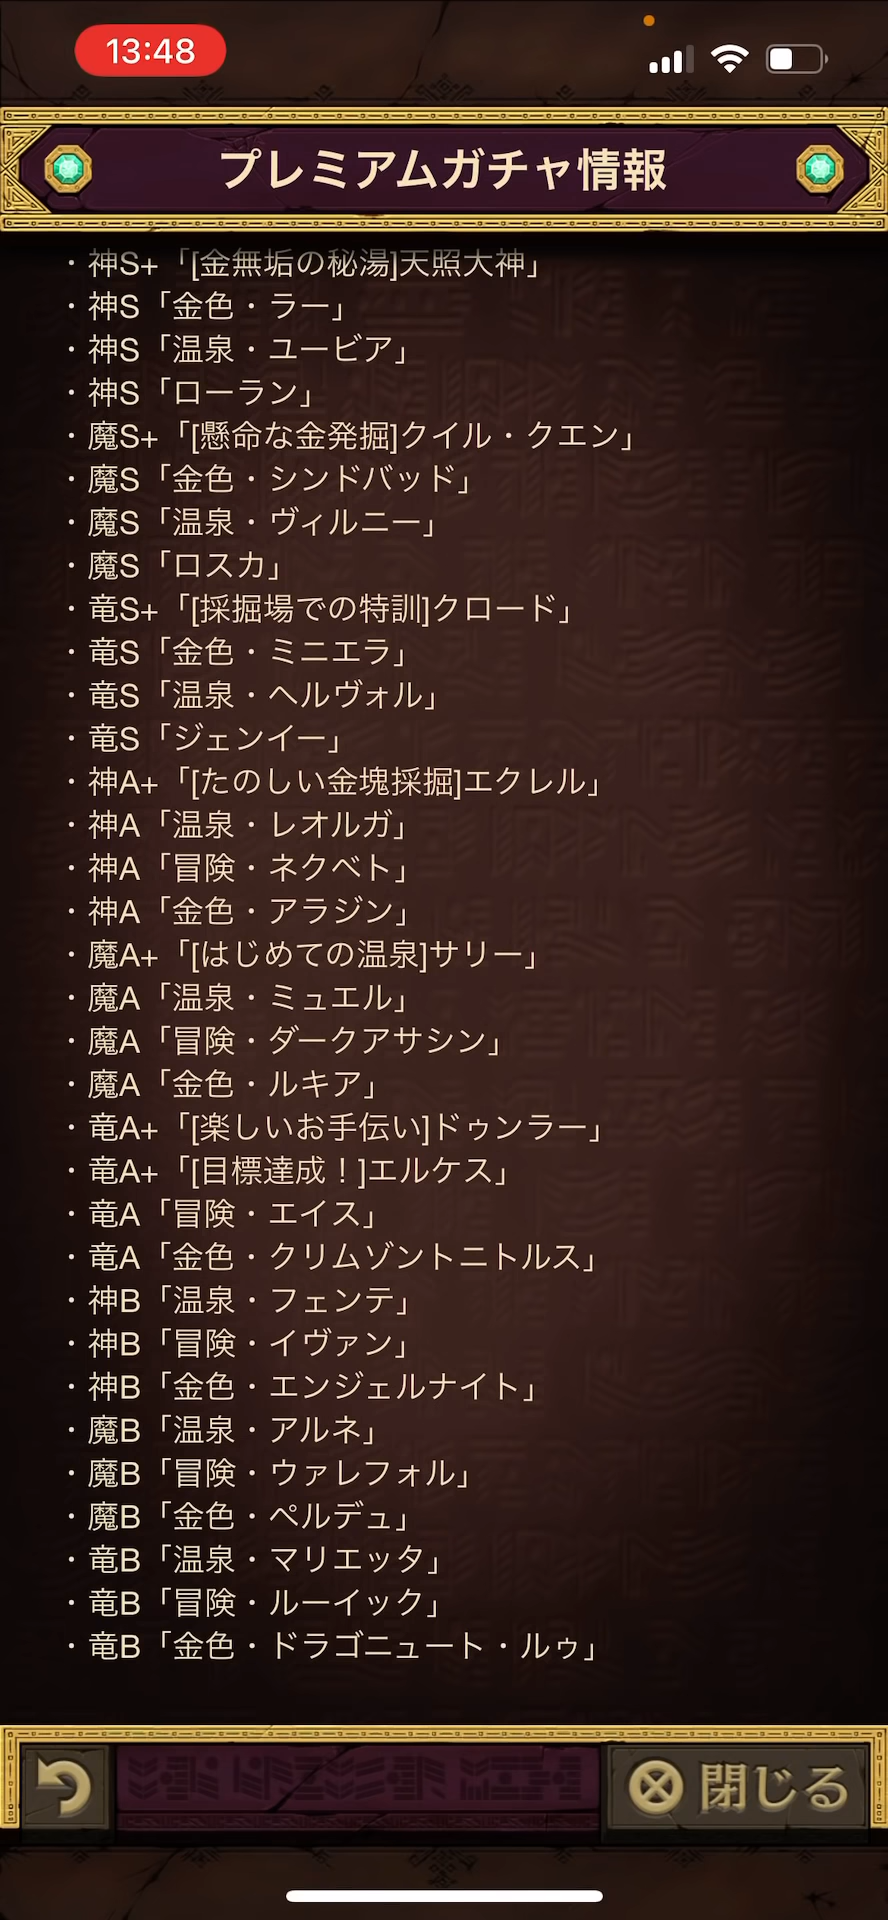 13:48
プレミアムガチャ情報
・神S+「[金無垢の秘湯]天照大神」
・神S「金色・ラー」
・神S「温泉・ユービア」
・神S「ローラン」
・魔S+「[懸命な金発掘]クイル・クエン」
・魔S「金色・シンドバッド」
・魔S「温泉・ヴィルニー」
・魔S「ロスカ」
・竜S+「[採掘場での特訓]クロード」
・竜S「金色・ミニエラ」
・竜S「温泉・ヘルヴォル」
・竜S「ジェンイー」
・神A+「[たのしい金塊採掘]エクレル」
・神A「温泉・レオルガ」
・神A「冒険・ネクベト」
・神A「金色・アラジン」
・魔A+「[はじめての温泉]サリー」
・魔A「温泉・ミュエル」
・魔A「冒険・ダークアサシン」
・魔A「金色・ルキア」
・竜A+「[楽しいお手伝い]ドゥンラー」
・竜A+「[目標達成！]エルケス」
・竜A「冒険・エイス」
・竜A「金色・クリムゾントニトルス」
・神B「温泉・フェンテ」
・神B「冒険・イヴァン」
・神B「金色・エンジェルナイト」
・魔B「温泉・アルネ」
・魔B「冒険・ウァレフォル」
・魔B「金色・ペルデュ」
・竜B「温泉・マリエッタ」
・竜B「冒険・ルーイック」
・竜B「金色・ドラゴニュート・ルゥ」
閉じる